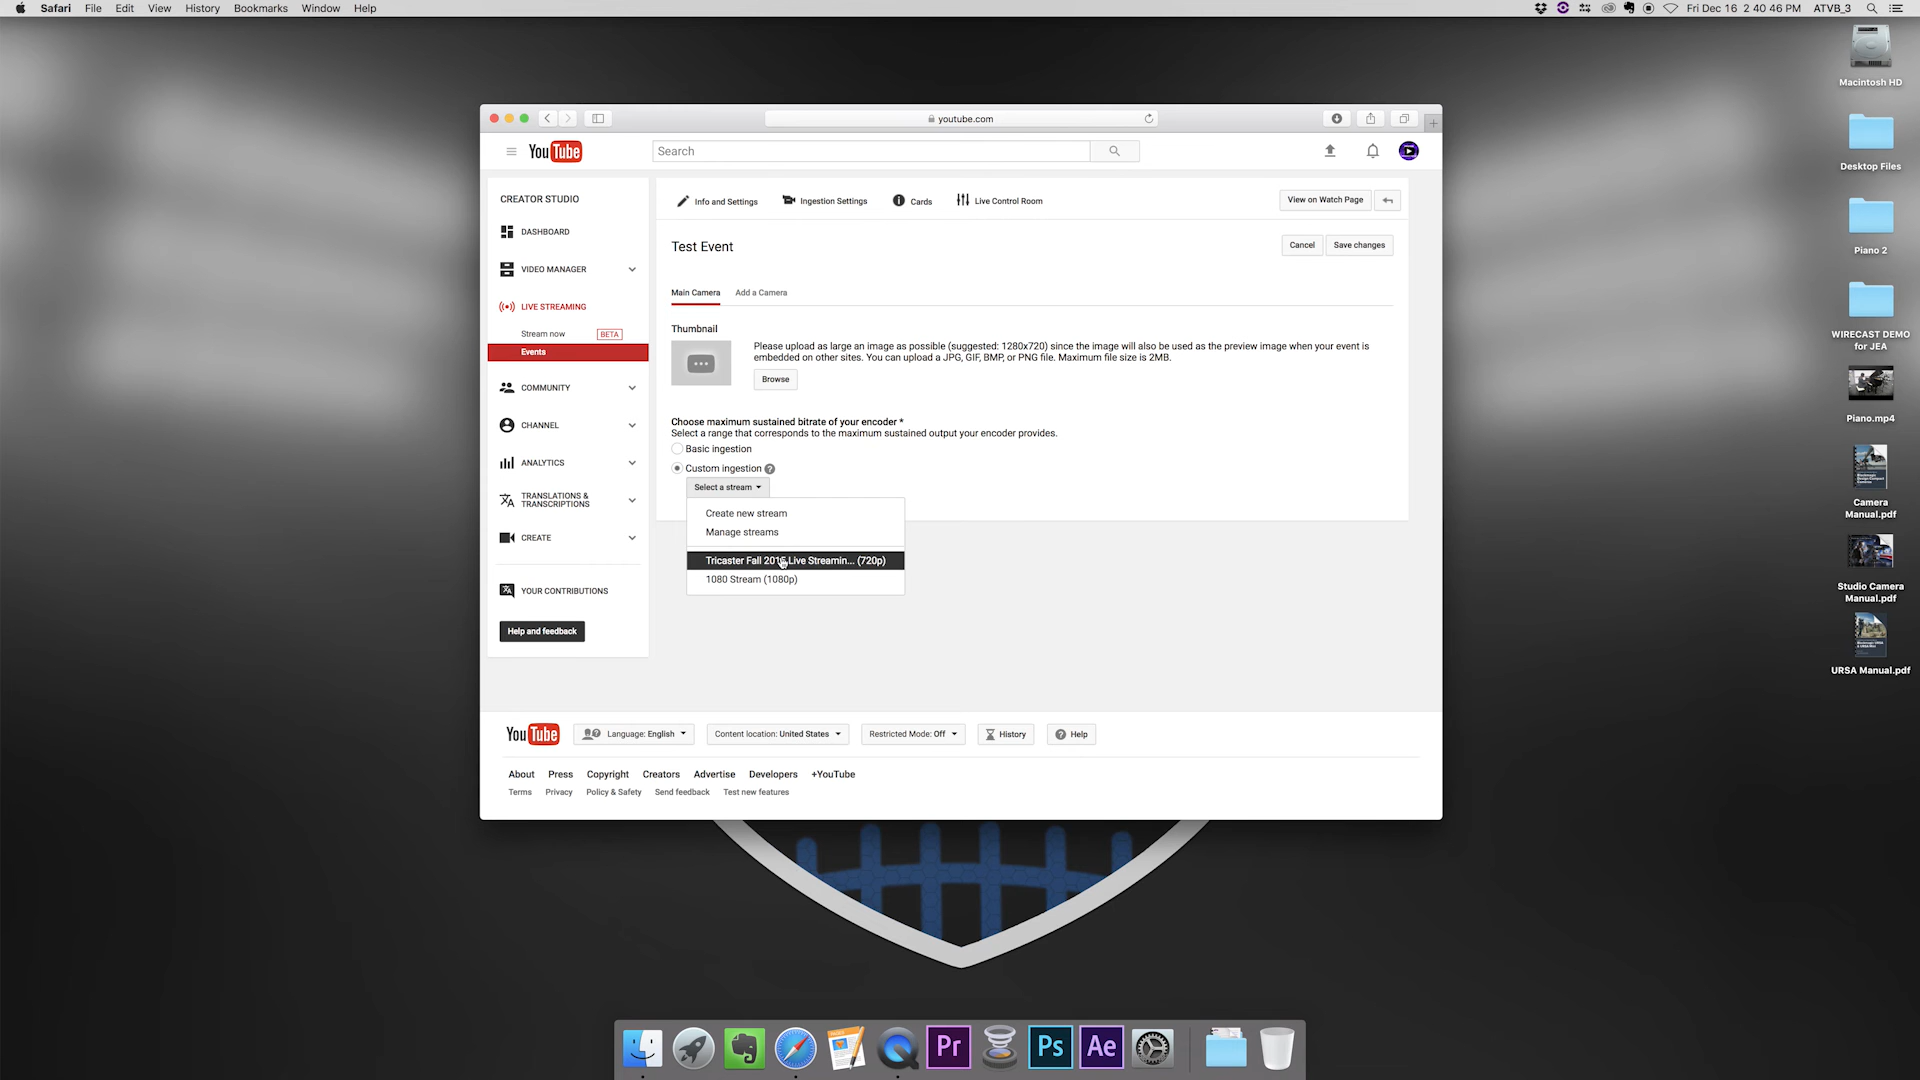 Safari File Edit View History Bookmarks Window Help
Fri Dec 16 2 40 46 PM ATVB_3
Macintosh HD
Desktop Files
Piano 2
WIRECAST DEMO
for JEA
Piano.mp4
Camera
Manual.pdf
Studio Camera
Manual.pdf
URSA Manual.pdf
youtube.com
YouTube
Search
CREATOR STUDIO
DASHBOARD
VIDEO MANAGER
LIVE STREAMING
Stream now BETA
Events
COMMUNITY
CHANNEL
ANALYTICS
TRANSLATIONS &
TRANSCRIPTIONS
CREATE
YOUR CONTRIBUTIONS
Help and feedback
Info and Settings Ingestion Settings Cards Live Control Room
View on Watch Page
Test Event
Cancel Save changes
Main Camera Add a Camera
Thumbnail
Please upload as large an image as possible (suggested: 1280x720) since the image will also be used as the preview image when your event is
embedded on other sites. You can upload a JPG, GIF, BMP, or PNG file. Maximum file size is 2MB.
Browse
Choose maximum sustained bitrate of your encoder *
Select a range that corresponds to the maximum sustained output your encoder provides.
Basic ingestion
Custom ingestion ?
Select a stream
Create new stream
Manage streams
Tricaster Fall 2016 Live Streamin... (720p)
1080 Stream (1080p)
YouTube
Language: English
Content location: United States
Restricted Mode: Off
History
Help
About Press Copyright Creators Advertise Developers +YouTube
Terms Privacy Policy & Safety Send feedback Test new features
PAGES
Pr
Ps
Ae